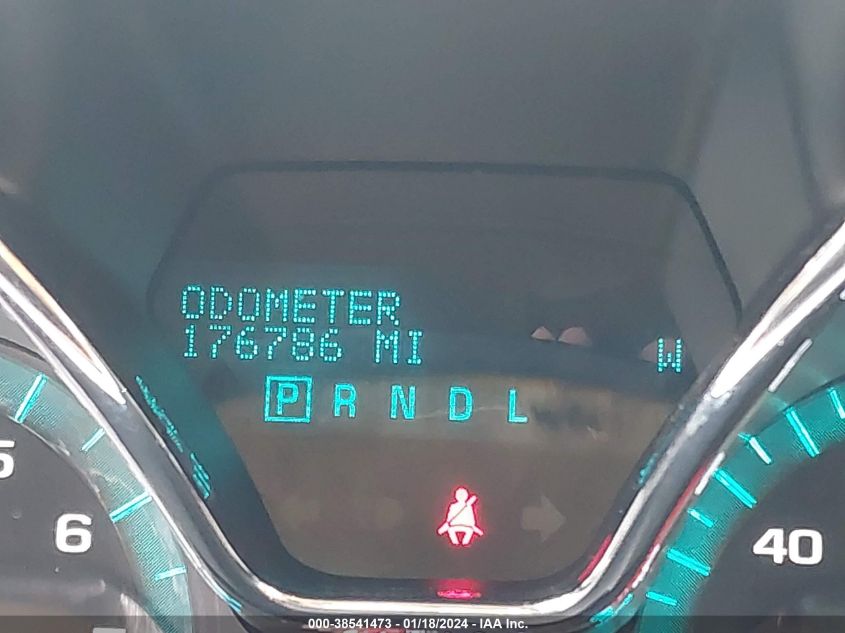 ODOMETER
176786 MI
W
P R N D L
5
6
40
000-38541473 - 01/18/2024 - IAA Inc.